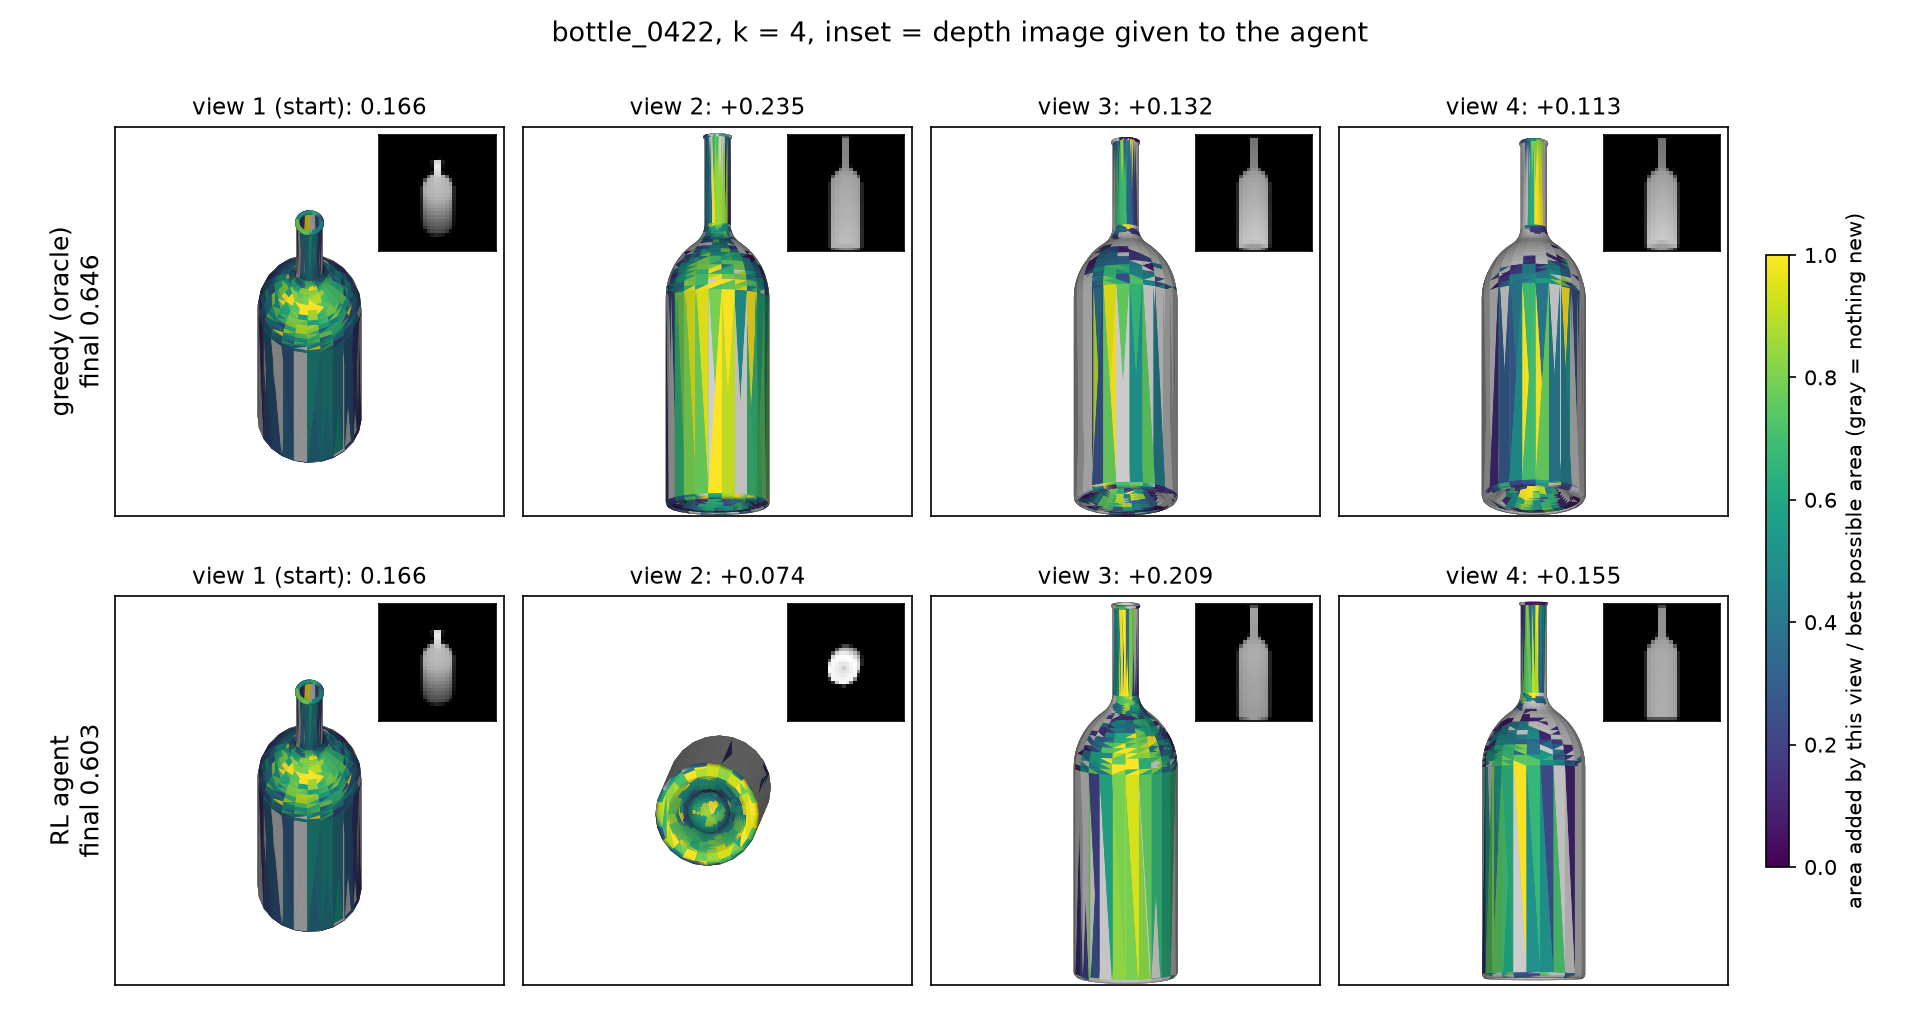 bottle_0422, k = 4, inset = depth image given to the agent
view 1 (start): 0.166
view 2: +0.235
view 3: +0.132
view 4: +0.113
greedy (oracle)
final 0.646
view 1 (start): 0.166
view 2: +0.074
view 3: +0.209
view 4: +0.155
RL agent
final 0.603
1.0
0.8
0.6
0.4
0.2
0.0
area added by this view / best possible area (gray = nothing new)